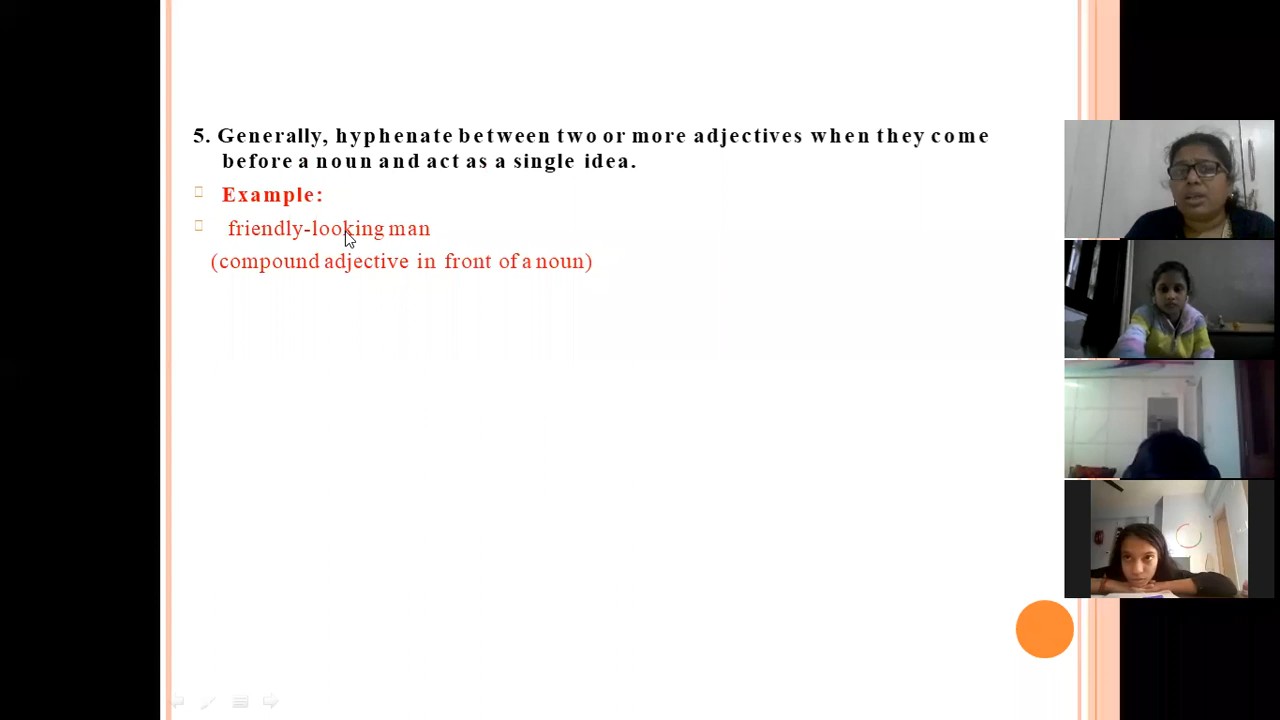 5. Generally, hyphenate between two or more adjectives when they come
before a noun and act as a single idea.
Example:
friendly-looking man
(compound adjective in front of a noun)